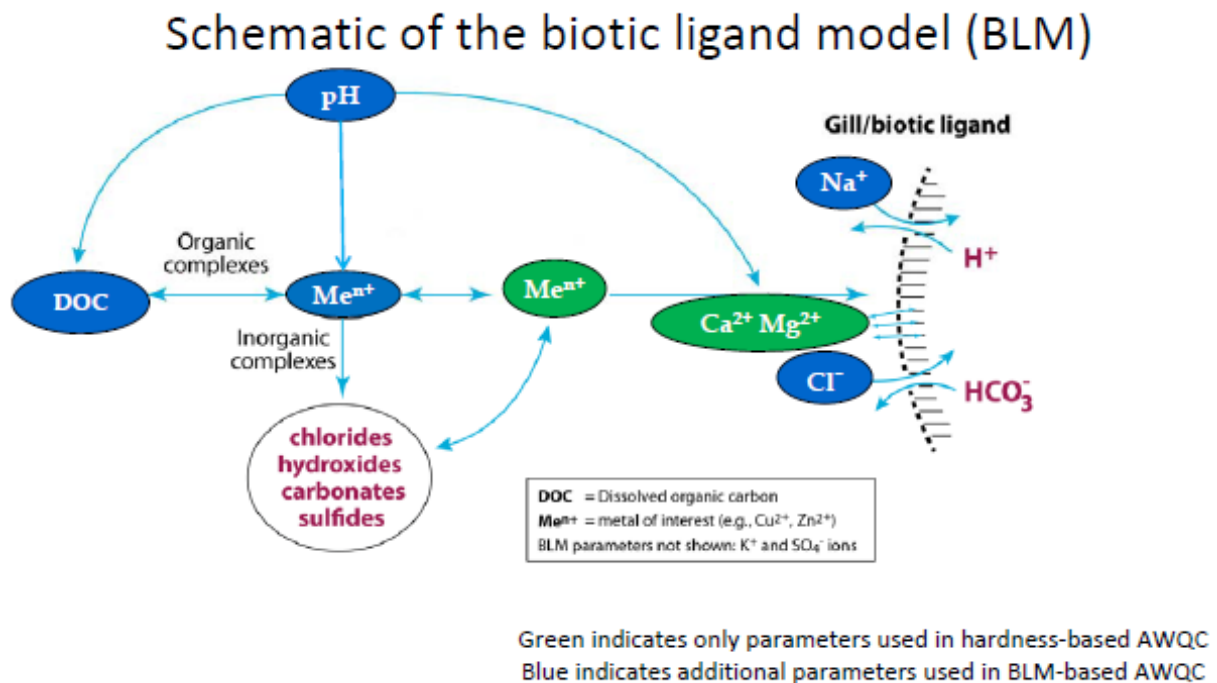 Schematic of the biotic ligand model (BLM)
pH
Gill/biotic ligand
Na⁺
H⁺
Organic
complexes
DOC
Meⁿ⁺
Meⁿ⁺
Ca²⁺ Mg²⁺
Inorganic
complexes
Cl⁻
HCO₃⁻
chlorides
hydroxides
carbonates
sulfides
DOC = Dissolved organic carbon
Meⁿ⁺ = metal of interest (e.g., Cu²⁺, Zn²⁺)
BLM parameters not shown: K⁺ and SO₄⁻ ions
Green indicates only parameters used in hardness-based AWQC
Blue indicates additional parameters used in BLM-based AWQC